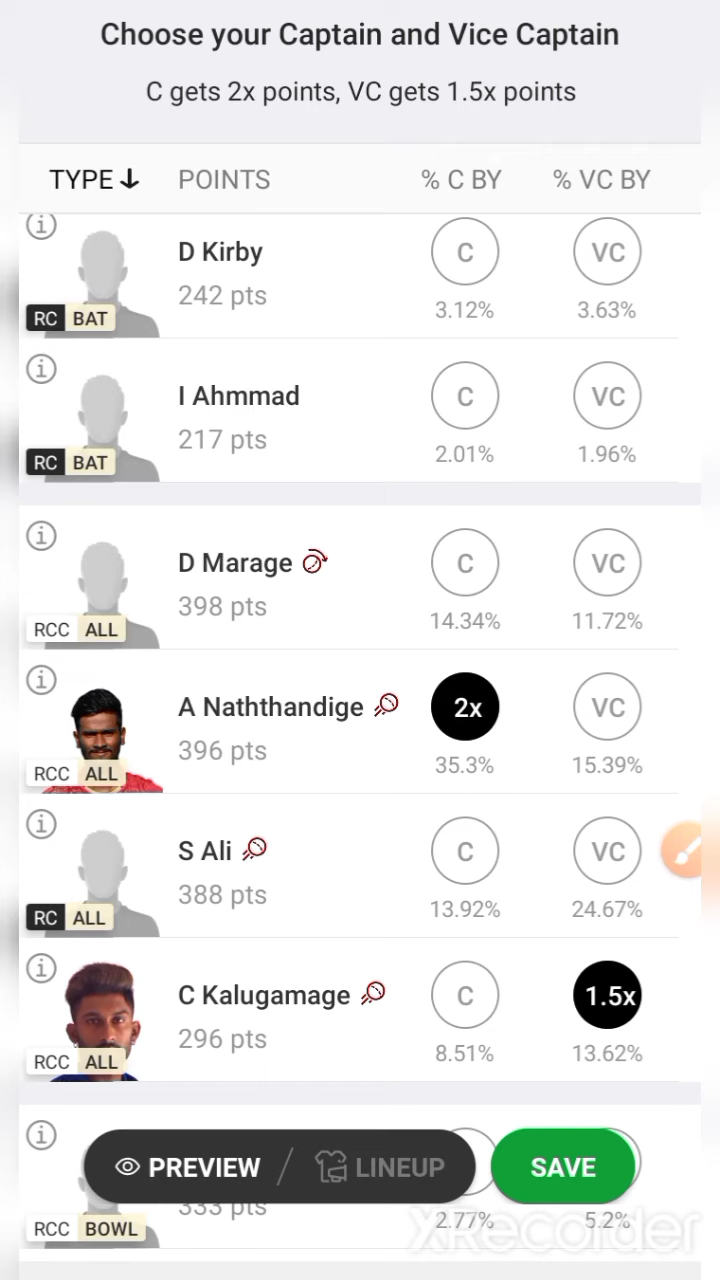 Choose your Captain and Vice Captain
C gets 2x points, VC gets 1.5x points
TYPE POINTS % C BY % VC BY
D Kirby
242 pts
RC BAT
C
3.12%
VC
3.63%
I Ahmmad
217 pts
RC BAT
C
2.01%
VC
1.96%
D Marage
398 pts
RCC ALL
C
14.34%
VC
11.72%
A Naththandige
396 pts
RCC ALL
2x
35.3%
VC
15.39%
S Ali
388 pts
RC ALL
C
13.92%
VC
24.67%
C Kalugamage
296 pts
RCC ALL
C
8.51%
1.5x
13.62%
PREVIEW / LINEUP
SAVE
333 pts
RCC BOWL
2.77%
5.2%
XRecorder